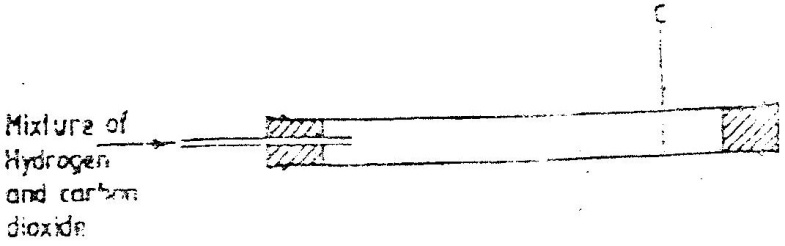 C
Mixture of
Hydrogen
and carbon
dioxide